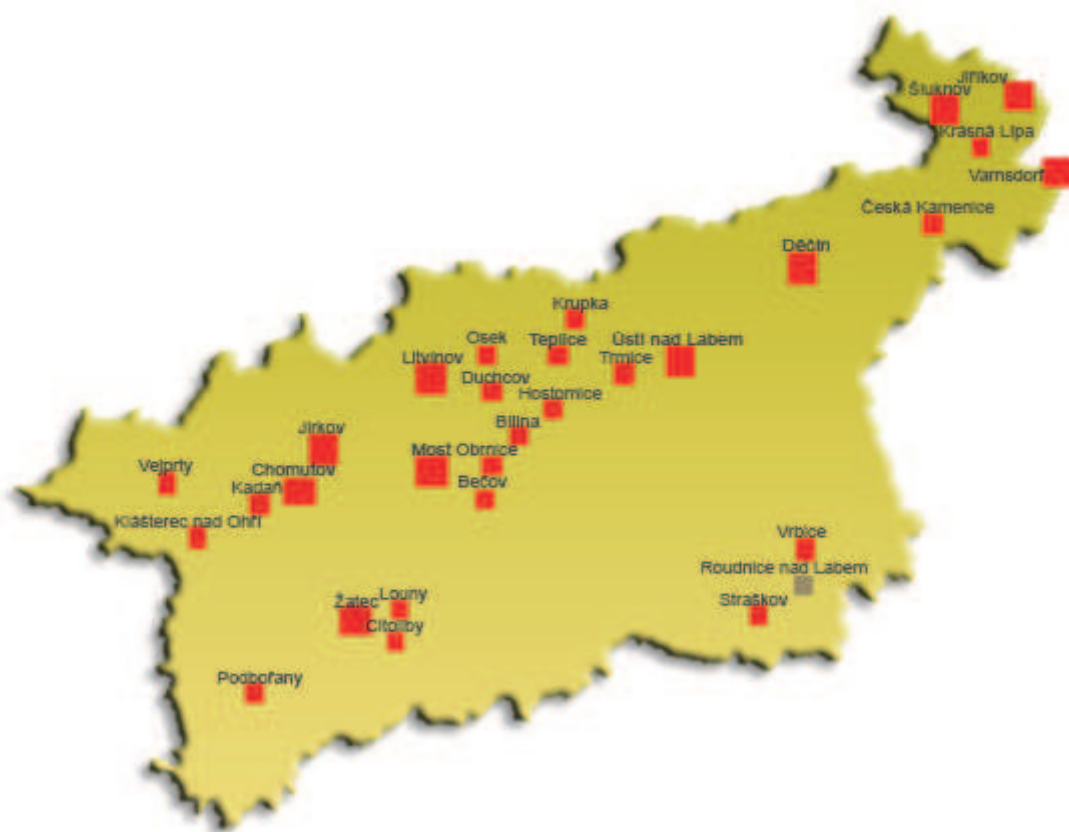 Jiříkov
Šluknov
Krásná Lípa
Varnsdorf
Česká Kamenice
Děčín
Krupka
Osek
Teplice
Ústí nad Labem
Litvínov
Trmice
Duchcov
Hostomice
Bílina
Jirkov
Most
Obrnice
Vejprty
Chomutov
Kadaň
Bečov
Klášterec nad Ohří
Vrbice
Roudnice nad Labem
Louny
Straškov
Žatec
Cítoliby
Podbořany